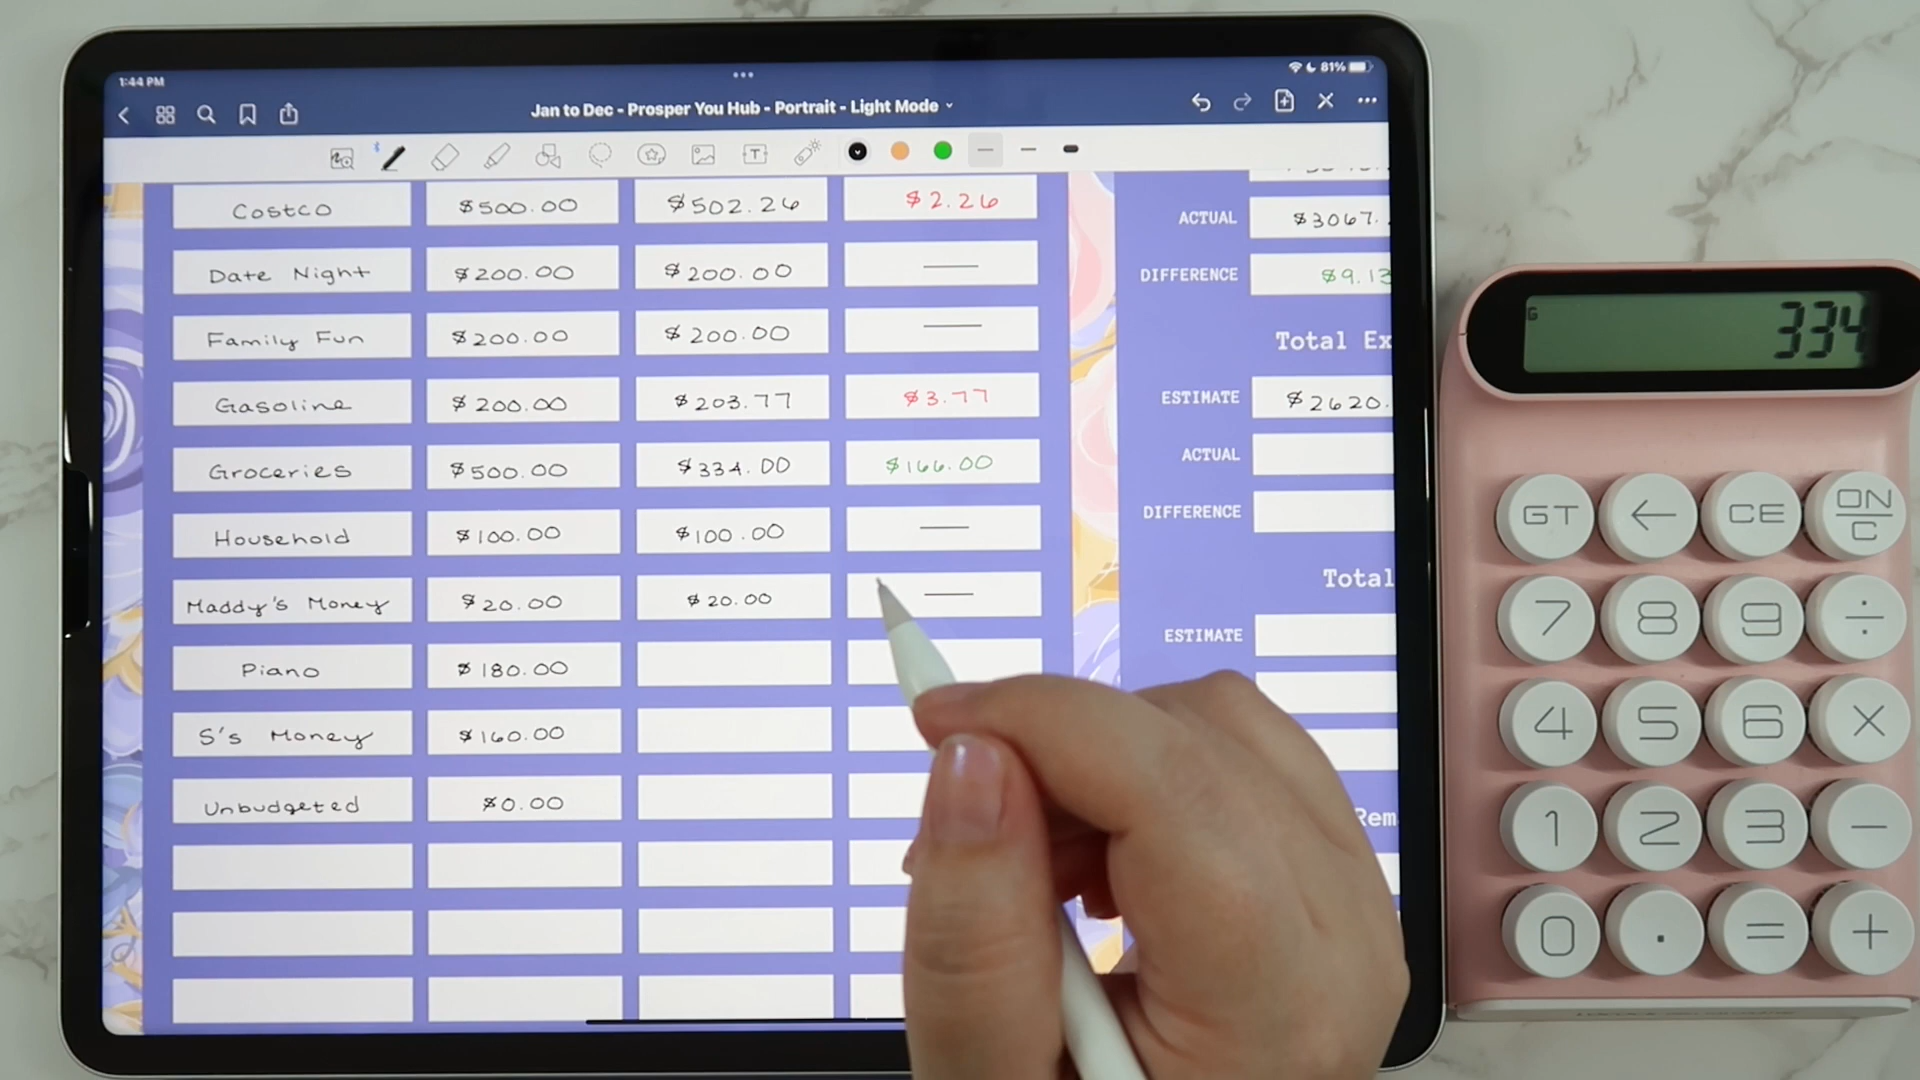 1:44 PM
81%
Jan to Dec - Prosper You Hub - Portrait - Light Mode
Costco $500.00 $502.26 $2.26
Date Night $200.00 $200.00 —
Family Fun $200.00 $200.00 —
Gasoline $200.00 $203.77 $3.77
Groceries $500.00 $334.00 $166.00
Household $100.00 $100.00 —
Maddy's Money $20.00 $20.00 —
Piano $180.00
S's Money $160.00
Unbudgeted $0.00
ACTUAL $3067.
DIFFERENCE $9.13
Total Ex
ESTIMATE $2620.
ACTUAL
DIFFERENCE
Total
ESTIMATE
Rem
G 334
GT ← CE ON/C
7 8 9 ÷
4 5 6 ×
1 2 3 −
0 . = +